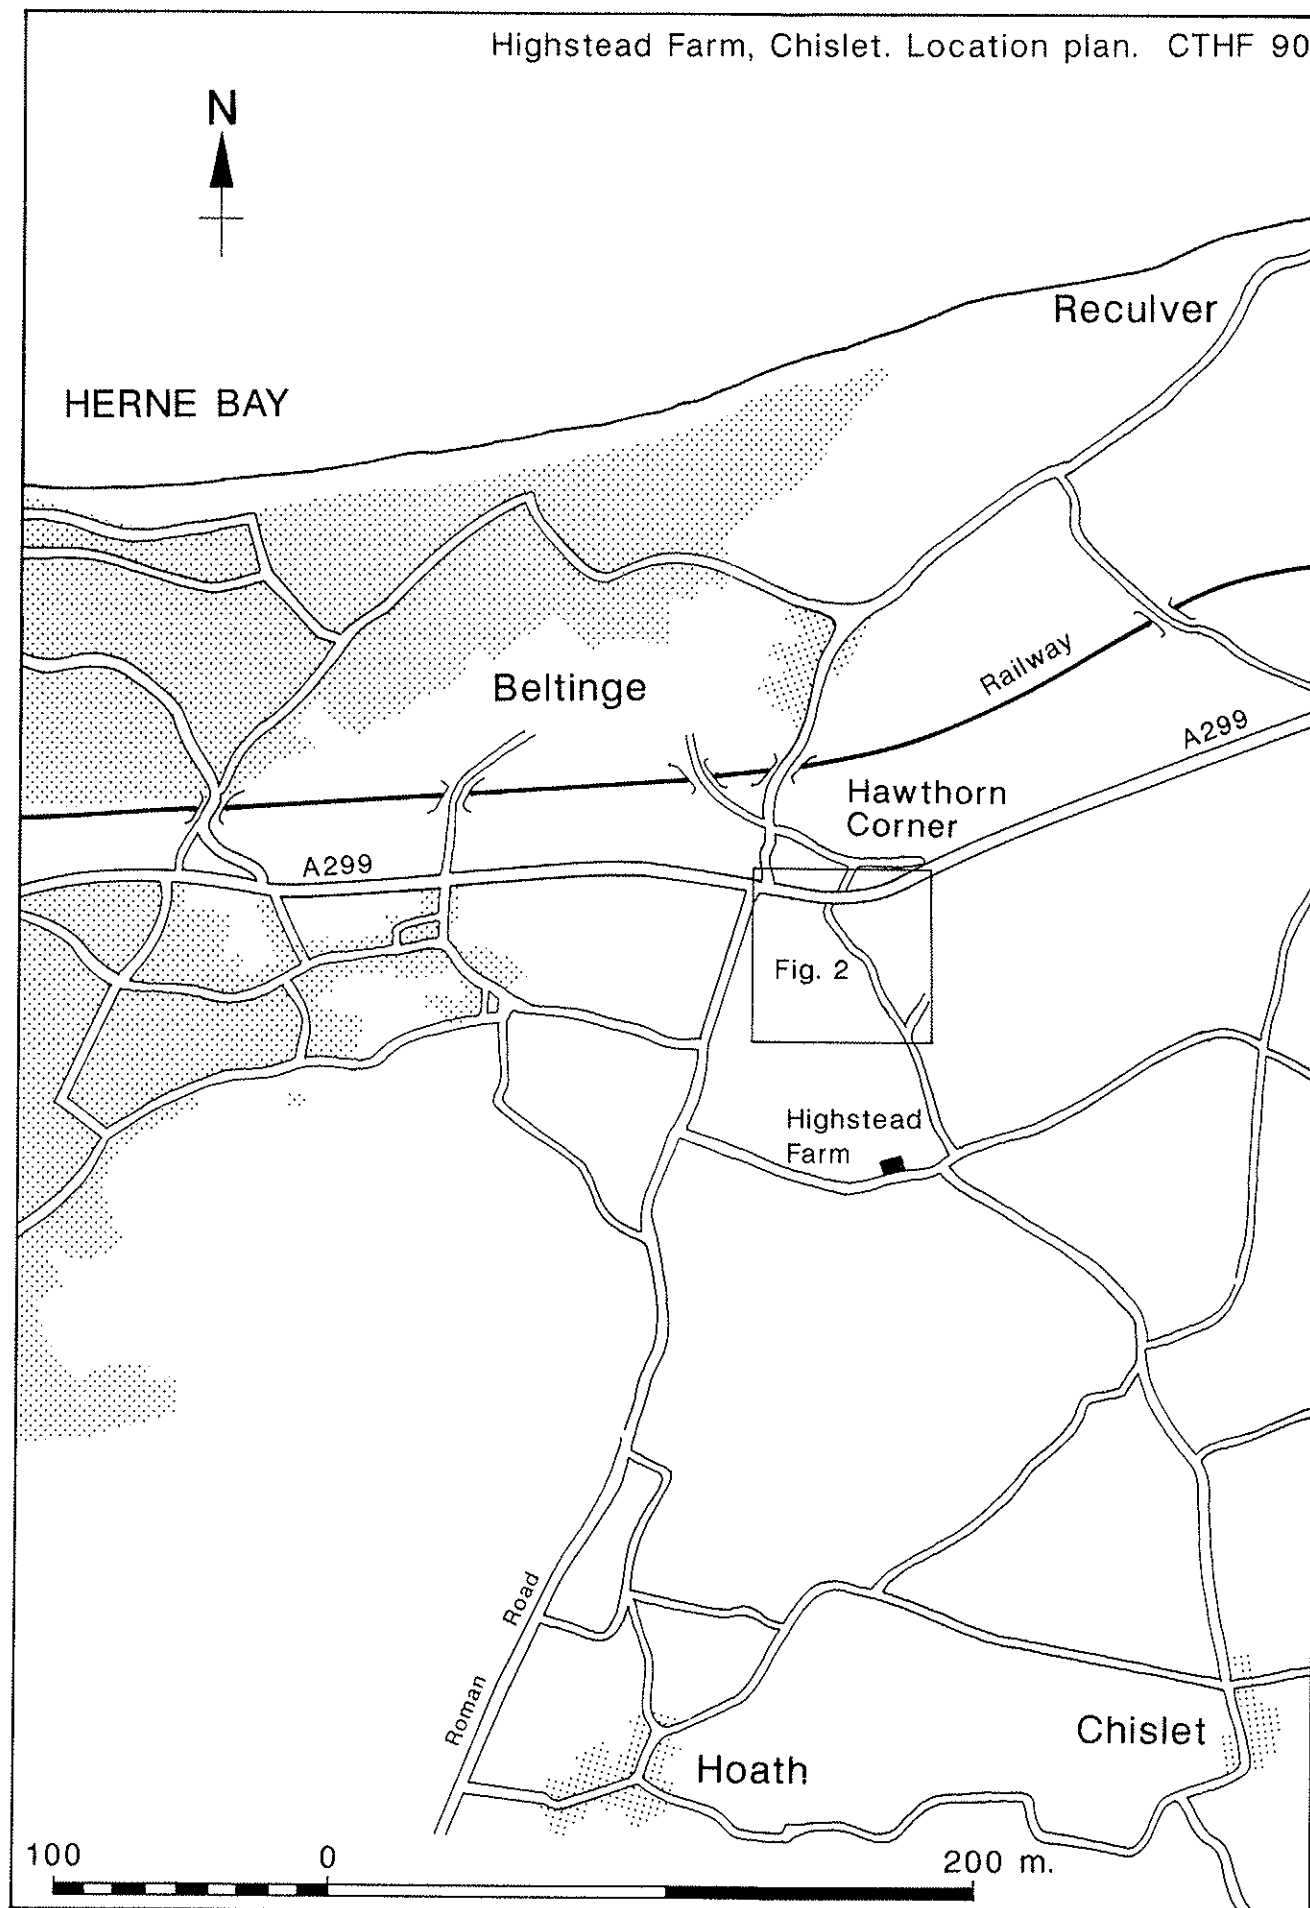 Highstead Farm, Chislet. Location plan. CTHF 90
N
Reculver
HERNE BAY
Railway
Beltinge
A299
Hawthorn
Corner
A299
Fig. 2
Highstead
Farm
Road
Roman
Chislet
Hoath
100 0 200 m.